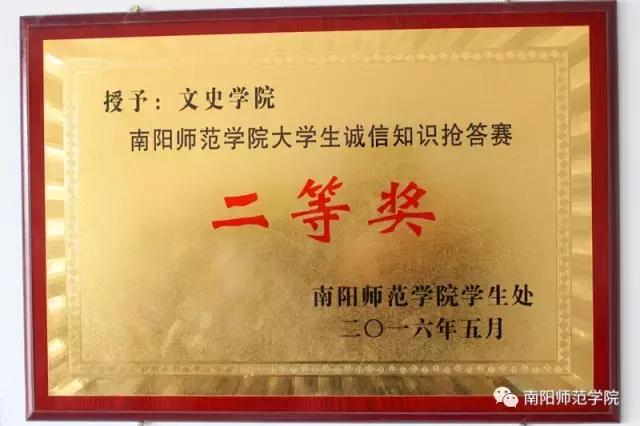 授予：文史学院
南阳师范学院大学生诚信知识抢答赛
二等奖
南阳师范学院学生处
二〇一六年五月
南阳师范学院